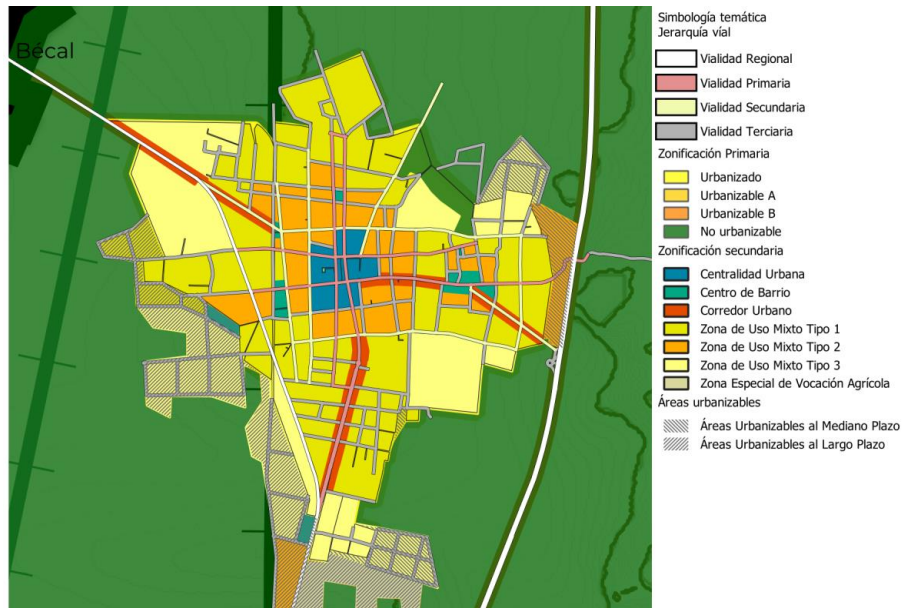 Bécal
Simbología temática
Jerarquía víal
Vialidad Regional
Vialidad Primaria
Vialidad Secundaria
Vialidad Terciaria
Zonificación Primaria
Urbanizado
Urbanizable A
Urbanizable B
No urbanizable
Zonificación secundaria
Centralidad Urbana
Centro de Barrio
Corredor Urbano
Zona de Uso Mixto Tipo 1
Zona de Uso Mixto Tipo 2
Zona de Uso Mixto Tipo 3
Zona Especial de Vocación Agrícola
Áreas urbanizables
Áreas Urbanizables al Mediano Plazo
Áreas Urbanizables al Largo Plazo